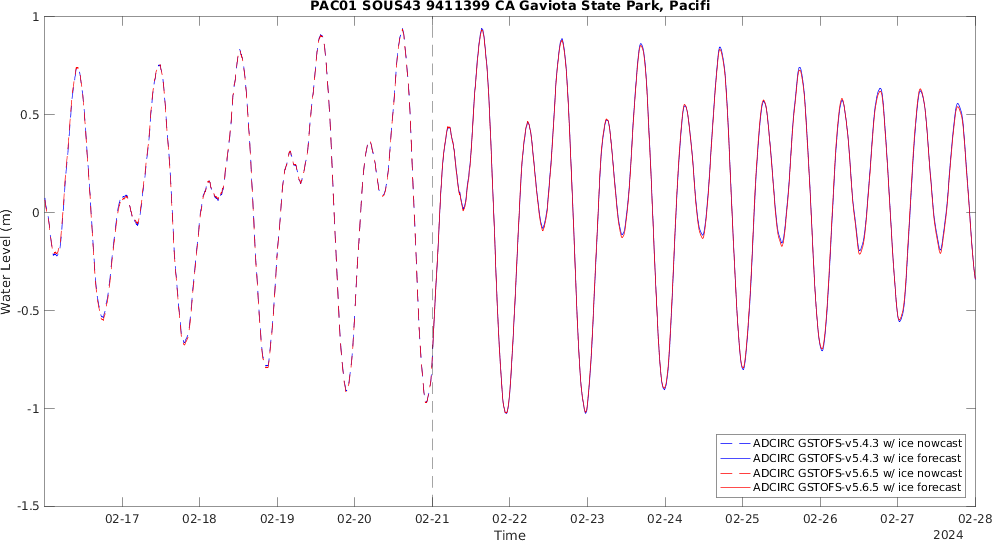 PAC01 SOUS43 9411399 CA Gaviota State Park, Pacifi
1
0.5
0
-0.5
-1
-1.5
Water Level (m)
02-17 02-18 02-19 02-20 02-21 02-22 02-23 02-24 02-25 02-26 02-27 02-28
Time
2024
ADCIRC GSTOFS-v5.4.3 w/ ice nowcast
ADCIRC GSTOFS-v5.4.3 w/ ice forecast
ADCIRC GSTOFS-v5.6.5 w/ ice nowcast
ADCIRC GSTOFS-v5.6.5 w/ ice forecast